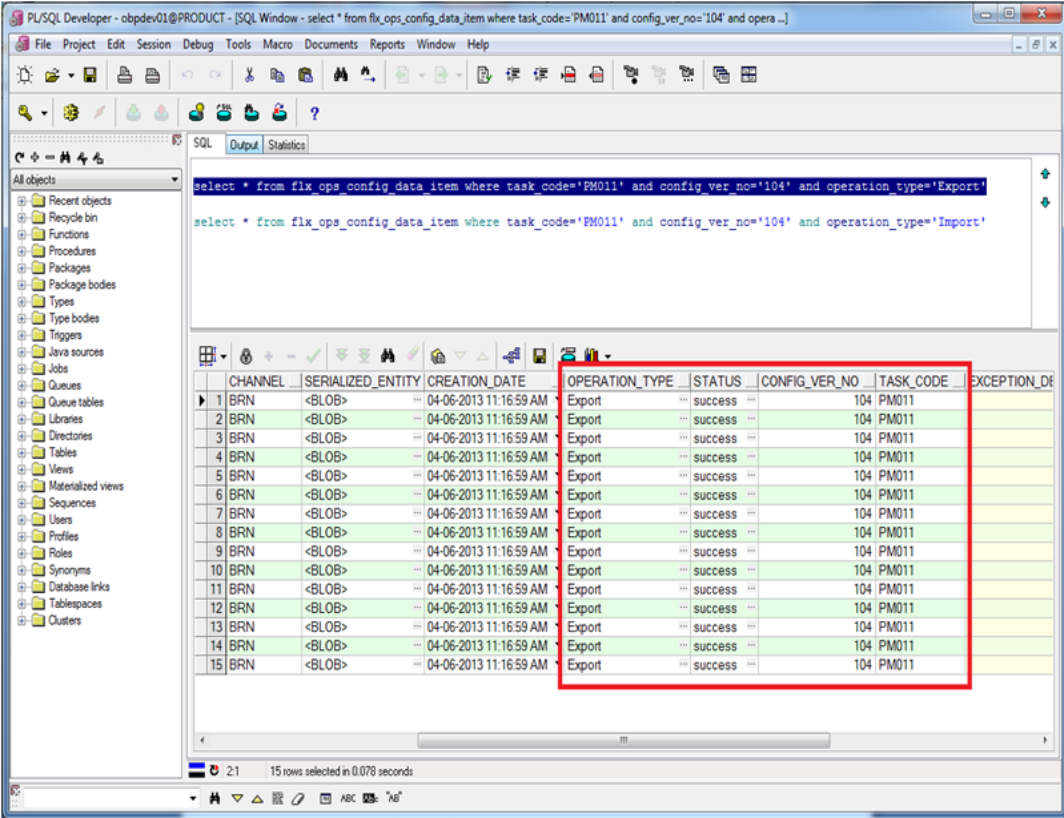 PL/SQL Developer - obpdev01@PRODUCT - [SQL Window - select * from flx_ops_config_data_item where task_code='PM011' and config_ver_no='104' and opera ...]
File Project Edit Session Debug Tools Macro Documents Reports Window Help
SQL Output Statistics
All objects
Recent objects
Recycle bin
Functions
Procedures
Packages
Package bodies
Types
Type bodies
Triggers
Java sources
Jobs
Queues
Queue tables
Libraries
Directories
Tables
Views
Materialized views
Sequences
Users
Profiles
Roles
Synonyms
Database links
Tablespaces
Clusters
select * from flx_ops_config_data_item where task_code='PM011' and config_ver_no='104' and operation_type='Export'
select * from flx_ops_config_data_item where task_code='PM011' and config_ver_no='104' and operation_type='Import'
CHANNEL SERIALIZED_ENTITY CREATION_DATE OPERATION_TYPE STATUS CONFIG_VER_NO TASK_CODE EXCEPTION_DE
1 BRN <BLOB> 04-06-2013 11:16:59 AM Export success 104 PM011
2 BRN <BLOB> 04-06-2013 11:16:59 AM Export success 104 PM011
3 BRN <BLOB> 04-06-2013 11:16:59 AM Export success 104 PM011
4 BRN <BLOB> 04-06-2013 11:16:59 AM Export success 104 PM011
5 BRN <BLOB> 04-06-2013 11:16:59 AM Export success 104 PM011
6 BRN <BLOB> 04-06-2013 11:16:59 AM Export success 104 PM011
7 BRN <BLOB> 04-06-2013 11:16:59 AM Export success 104 PM011
8 BRN <BLOB> 04-06-2013 11:16:59 AM Export success 104 PM011
9 BRN <BLOB> 04-06-2013 11:16:59 AM Export success 104 PM011
10 BRN <BLOB> 04-06-2013 11:16:59 AM Export success 104 PM011
11 BRN <BLOB> 04-06-2013 11:16:59 AM Export success 104 PM011
12 BRN <BLOB> 04-06-2013 11:16:59 AM Export success 104 PM011
13 BRN <BLOB> 04-06-2013 11:16:59 AM Export success 104 PM011
14 BRN <BLOB> 04-06-2013 11:16:59 AM Export success 104 PM011
15 BRN <BLOB> 04-06-2013 11:16:59 AM Export success 104 PM011
2:1 15 rows selected in 0.078 seconds
ABC "AB"